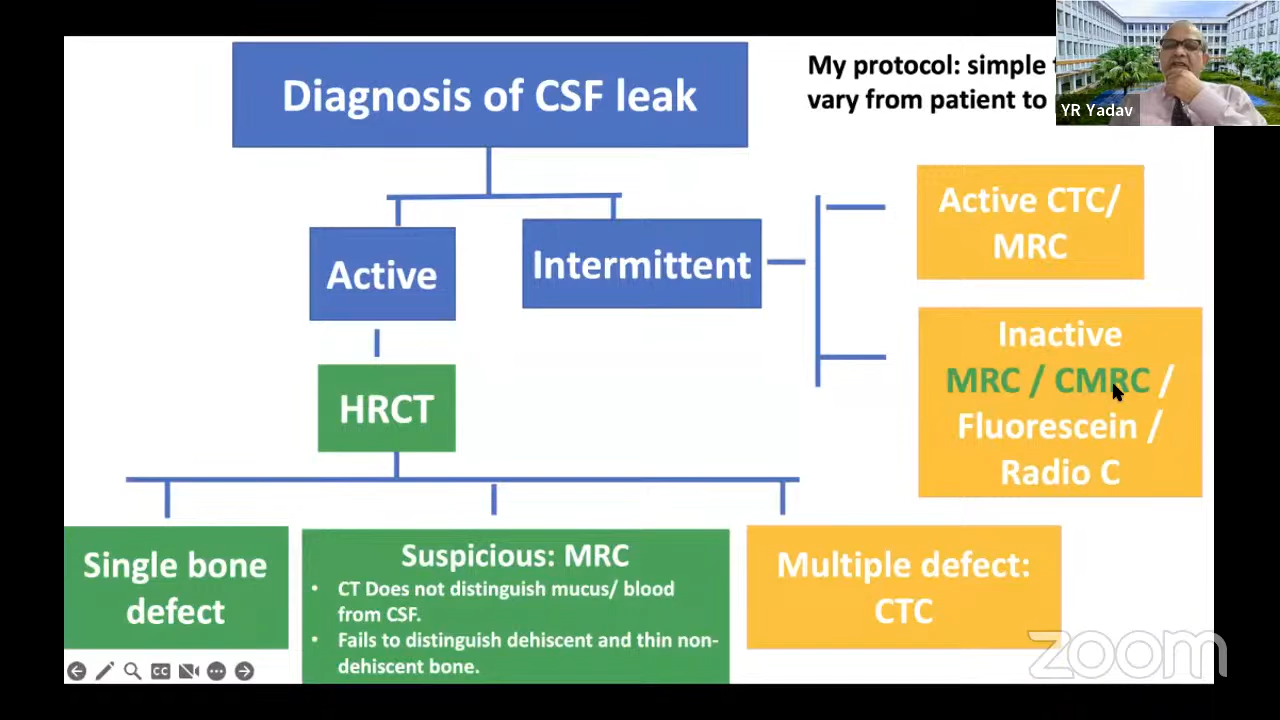 Diagnosis of CSF leak
My protocol: simple
vary from patient to
YR Yadav
Active
Intermittent
Active CTC/
MRC
Inactive
MRC / CMRC /
Fluorescein /
Radio C
HRCT
Single bone
defect
Suspicious: MRC
• CT Does not distinguish mucus/ blood
from CSF.
• Fails to distinguish dehiscent and thin non-
dehiscent bone.
Multiple defect:
CTC
CC
zoom